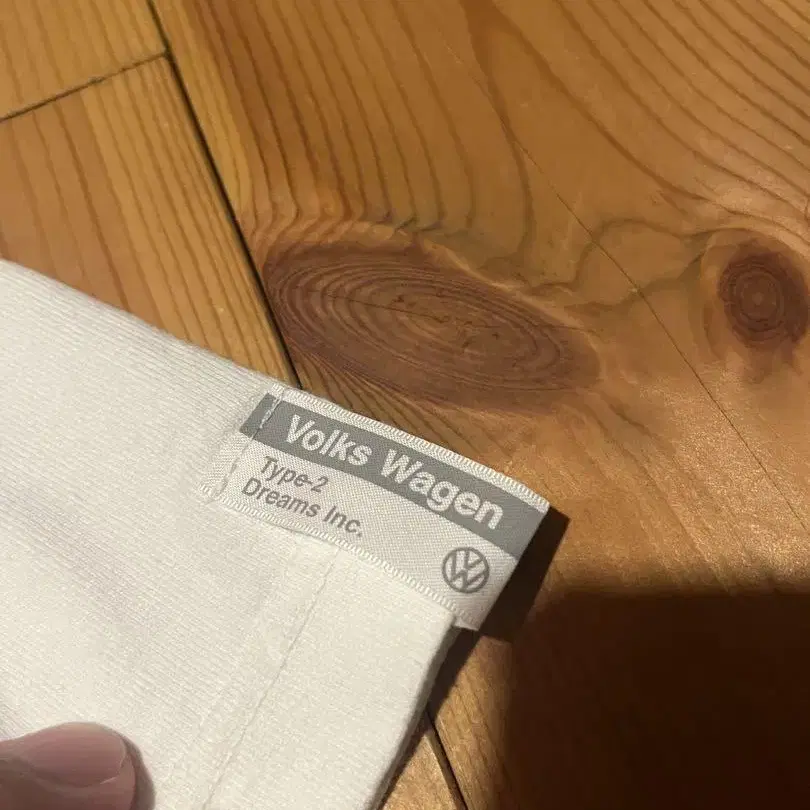 Volks Wagen
Type-2
Dreams Inc.